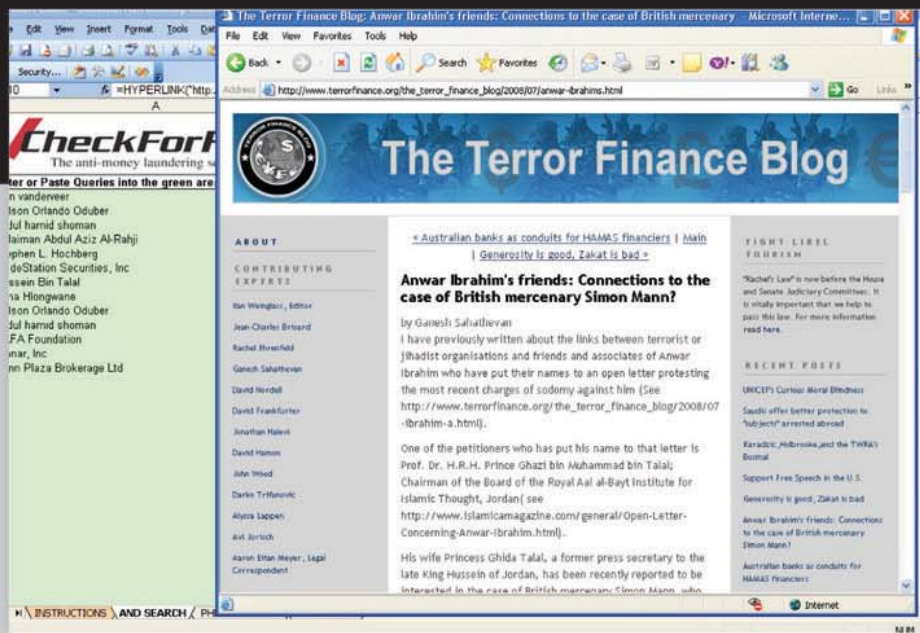 The Terror Finance Blog: Anwar Ibrahim's friends: Connections to the case of British mercenary - Microsoft Interne...
Edit View Insert Format Tools
Security...
=HYPERLINK("http.
A
CheckForF
The anti-money laundering
ter or Paste Queries into the green are
n vanderveer
lson Orlando Oduber
dul hamid shoman
laiman Abdul Aziz Al-Rahji
ephen L. Hochberg
deStation Securities, Inc
ssein Bin Talal
na Hlongwane
lson Orlando Oduber
dul hamid shoman
FA Foundation
nar, Inc
nn Plaza Brokerage Ltd
INSTRUCTIONS AND SEARCH
File Edit View Favorites Tools Help
Back Search Favorites
Address http://www.terrorfinance.org/the_terror_finance_blog/2008/07/anwar-ibrahims.html Go Links
The Terror Finance Blog
ABOUT
CONTRIBUTING
EXPERTS
Ilan Weinglass, Editor
Jean-Charles Brisard
Rachel Ehrenfeld
Ganesh Sahathevan
David Nordell
David Frankfurter
Jonathan Halevi
David Hamon
John Wood
Darko Trifunovic
Alyssa Lappen
Avi Jorisch
Aaron Eitan Meyer, Legal
Correspondent
« Australian banks as conduits for HAMAS financiers | Main
| Generosity is good, Zakat is bad »
Anwar Ibrahim's friends: Connections to the
case of British mercenary Simon Mann?
by Ganesh Sahathevan
I have previously written about the links between terrorist or
jihadist organisations and friends and associates of Anwar
Ibrahim who have put their names to an open letter protesting
the most recent charges of sodomy against him (See
http://www.terrorfinance.org/the_terror_finance_blog/2008/07
-ibrahim-a.html).
One of the petitioners who has put his name to that letter is
Prof. Dr. H.R.H. Prince Ghazi bin Muhammad bin Talal;
Chairman of the Board of the Royal Aal al-Bayt Institute for
Islamic Thought, Jordan( see
http://www.islamicamagazine.com/general/Open-Letter-
Concerning-Anwar-Ibrahim.html).
His wife Princess Ghida Talal, a former press secretary to the
late King Hussein of Jordan, has been recently reported to be
interested in the case of British mercenary Simon Mann, who
FIGHT LIBEL
TOURISM
"Rachel's Law" is now before the House
and Senate Judiciary Committees. It
is vitally important that we help to
pass this law. For more information
read here.
RECENT POSTS
UNICEF's Curious Moral Blindness
Saudis offer better protection to
"subjects" arrested abroad
Karadzic, Holbrooke, and the TWRA's
Support Free Speech in the U.S.
Generosity is good, Zakat is bad
Anwar Ibrahim's friends: Connections
to the case of British mercenary
Simon Mann?
Australian banks as conduits for
HAMAS financiers
Internet
NUM